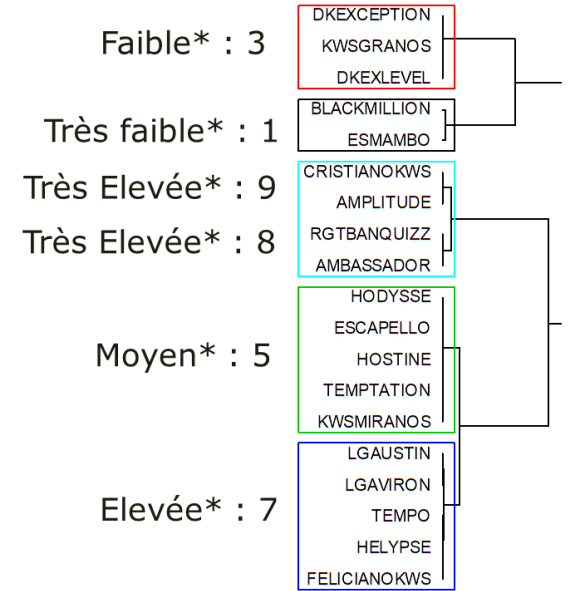 DKEXCEPTION
Faible* : 3
KWSGRANOS
DKEXLEVEL
BLACKMILLION
Très faible* : 1
ESMAMBO
CRISTIANOKWS
Très Elevée* : 9
AMPLITUDE
RGTBANQUIZZ
Très Elevée* : 8
AMBASSADOR
HODYSSE
ESCAPELLO
Moyen* : 5
HOSTINE
TEMPTATION
KWSMIRANOS
LGAUSTIN
LGAVIRON
Elevée* : 7
TEMPO
HELYPSE
FELICIANOKWS